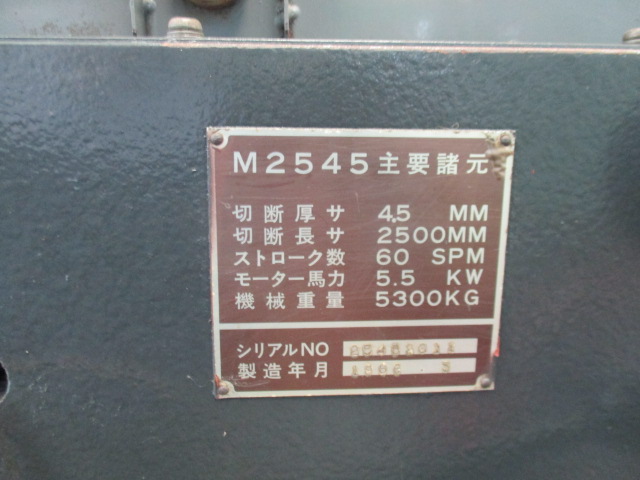 M2545主要諸元
切断厚サ 4.5 MM
切断長サ 2500MM
ストローク数 60 SPM
モーター馬力 5.5 KW
機械重量 5300KG
シリアルNO
製造年月